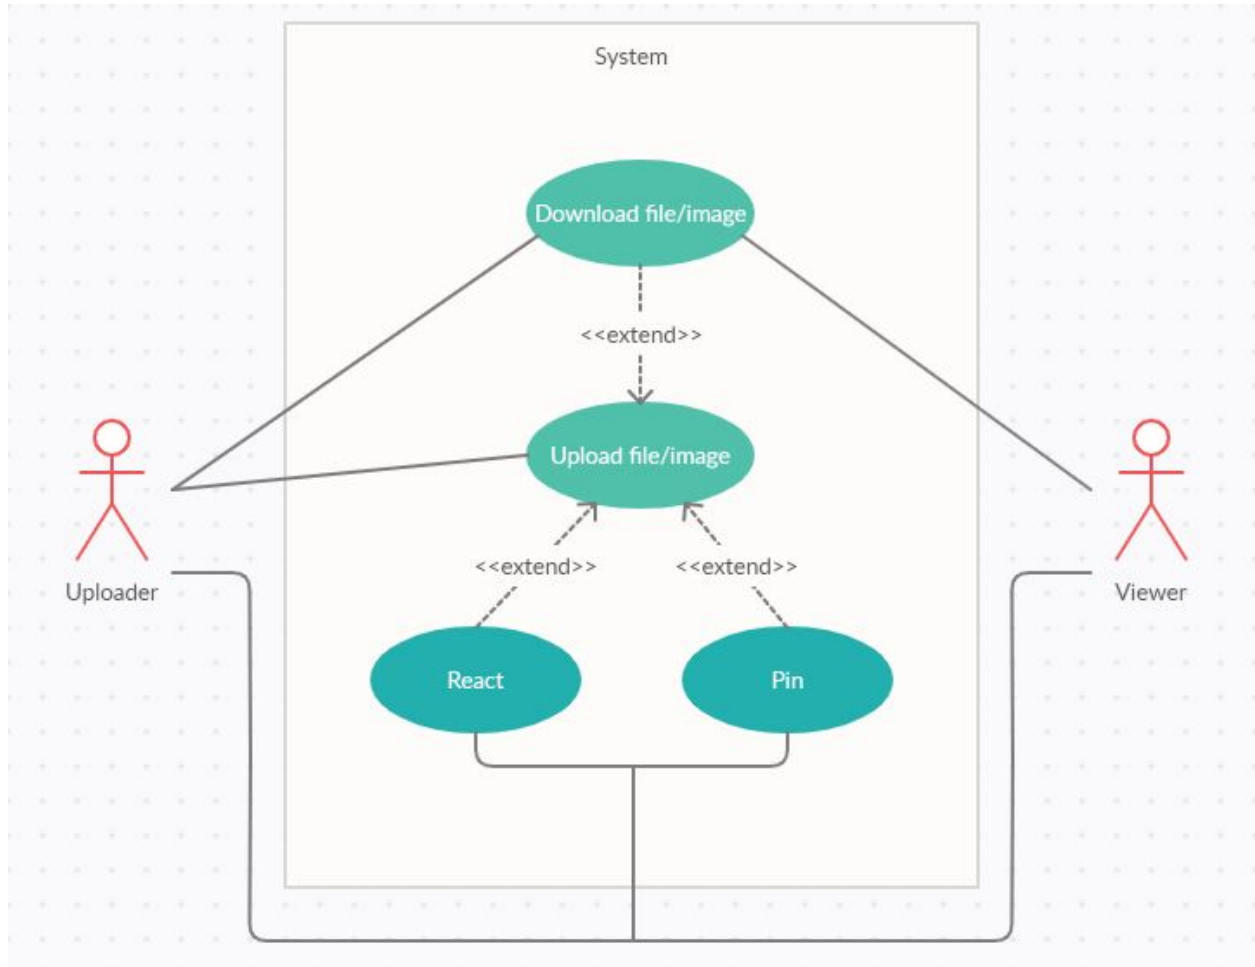 System
Download file/image
<<extend>>
Upload file/image
<<extend>>
<<extend>>
Uploader
Viewer
React
Pin